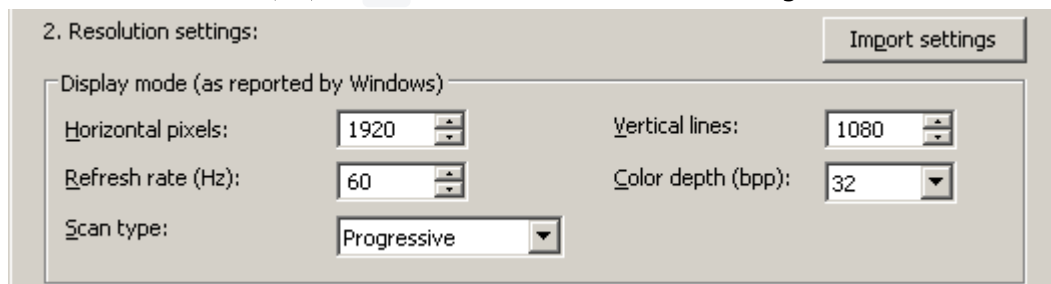 2. Resolution settings: Import settings
Display mode (as reported by Windows)
Horizontal pixels: 1920 Vertical lines: 1080
Refresh rate (Hz): 60 Color depth (bpp): 32
Scan type: Progressive